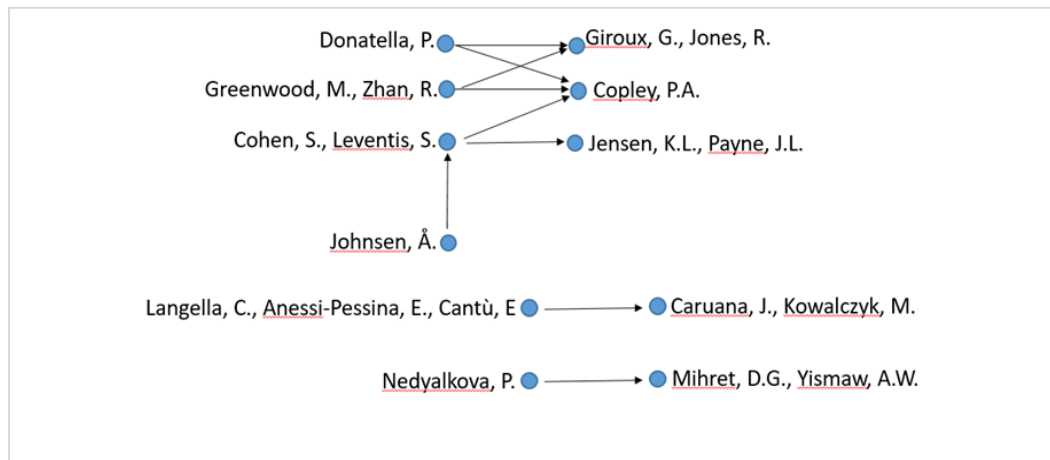 Donatella, P.
Giroux, G., Jones, R.
Greenwood, M., Zhan, R.
Copley, P.A.
Cohen, S., Leventis, S.
Jensen, K.L., Payne, J.L.
Johnsen, Å.
Langella, C., Anessi-Pessina, E., Cantù, E
Caruana, J., Kowalczyk, M.
Nedyalkova, P.
Mihret, D.G., Yismaw, A.W.